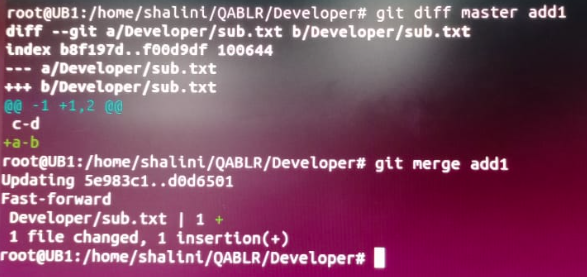 root@UB1:/home/shalini/QABLR/Developer# git diff master add1
diff --git a/Developer/sub.txt b/Developer/sub.txt
index b8f197d..f00d9df 100644
--- a/Developer/sub.txt
+++ b/Developer/sub.txt
@@ -1 +1,2 @@
 c-d
+a-b
root@UB1:/home/shalini/QABLR/Developer# git merge add1
Updating 5e983c1..d0d6501
Fast-forward
 Developer/sub.txt | 1 +
 1 file changed, 1 insertion(+)
root@UB1:/home/shalini/QABLR/Developer#